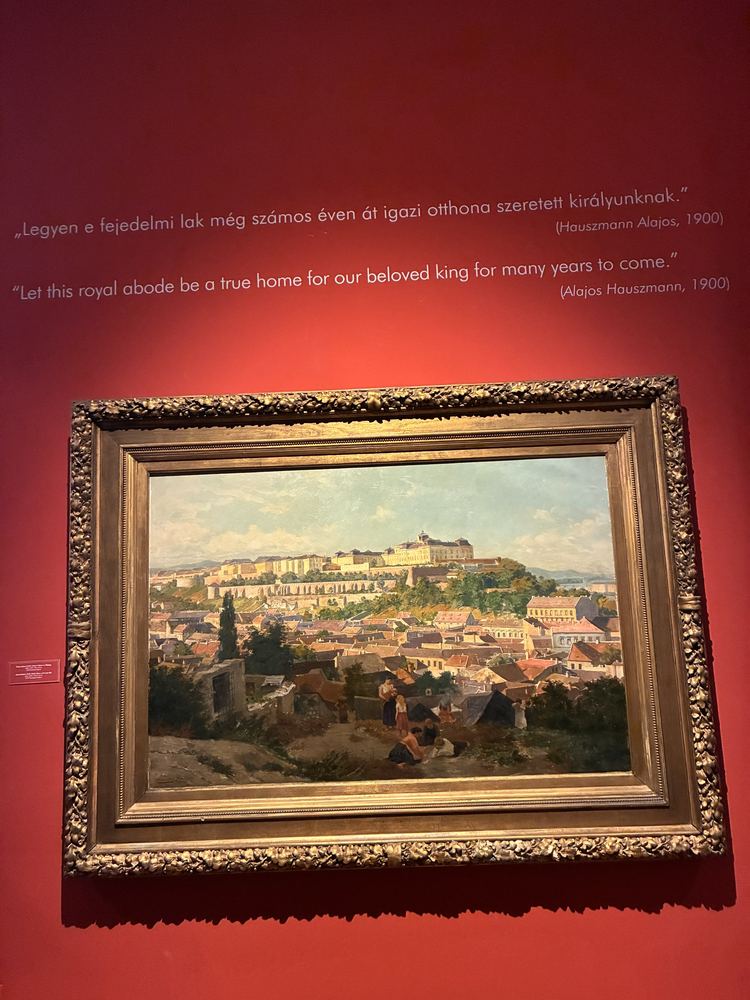 „Legyen e fejedelmi lak még számos éven át igazi otthona szeretett királyunknak.”
(Hauszmann Alajos, 1900)
“Let this royal abode be a true home for our beloved king for many years to come.”
(Alajos Hauszmann, 1900)